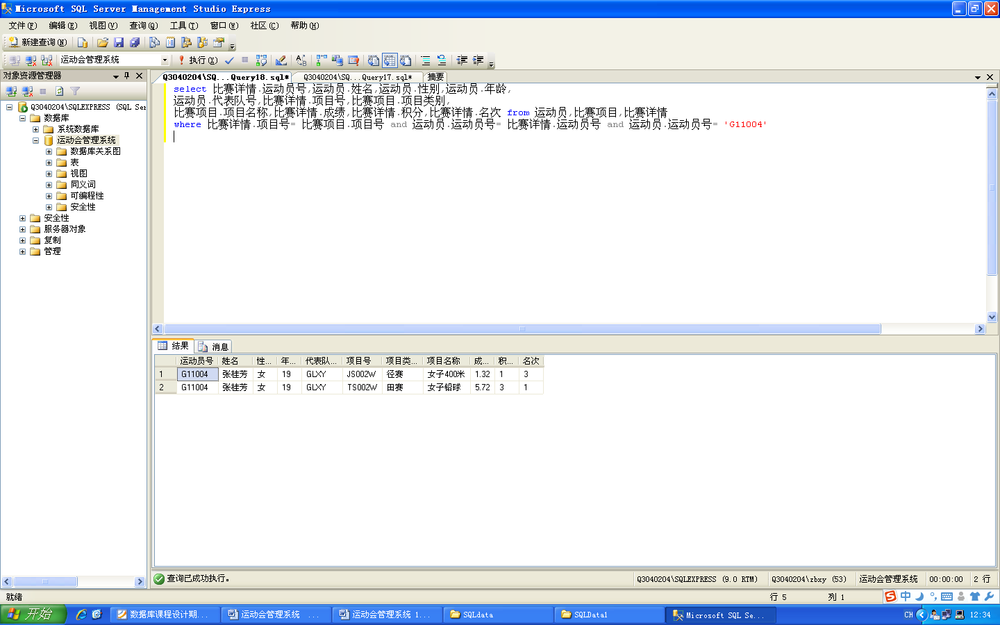 Microsoft SQL Server Management Studio Express
文件(F) 编辑(E) 视图(V) 查询(Q) 工具(T) 窗口(W) 社区(C) 帮助(H)
新建查询(N)
运动会管理系统 执行(X)
对象资源管理器
Q3040204\SQ...Query18.sql* Q3040204\SQ...Query17.sql* 摘要
Q3040204\SQLEXPRESS (SQL Ser
数据库
系统数据库
运动会管理系统
数据库关系图
表
视图
同义词
可编程性
安全性
安全性
服务器对象
复制
管理
select 比赛详情.运动员号,运动员.姓名,运动员.性别,运动员.年龄,
运动员.代表队号,比赛详情.项目号,比赛项目.项目类别,
比赛项目.项目名称,比赛详情.成绩,比赛详情.积分,比赛详情.名次 from 运动员,比赛项目,比赛详情
where 比赛详情.项目号= 比赛项目.项目号 and 运动员.运动员号= 比赛详情.运动员号 and 运动员.运动员号= 'G11004'
结果 消息
运动员号 姓名 性... 年... 代表队... 项目号 项目类... 项目名称 成... 积... 名次
1 G11004 张桂芳 女 19 GLXY JS002W 径赛 女子400米 1.32 1 3
2 G11004 张桂芳 女 19 GLXY TS002W 田赛 女子铅球 5.72 3 1
查询已成功执行。 Q3040204\SQLEXPRESS (9.0 RTM) Q3040204\zbxy (53) 运动会管理系统 00:00:00 2 行
就绪 行 5 列 1 中
开始 数据库课程设计期... 运动会管理系统 ... 运动会管理系统 1... SQLdata SQLData1 Microsoft SQL Se... CH 12:34